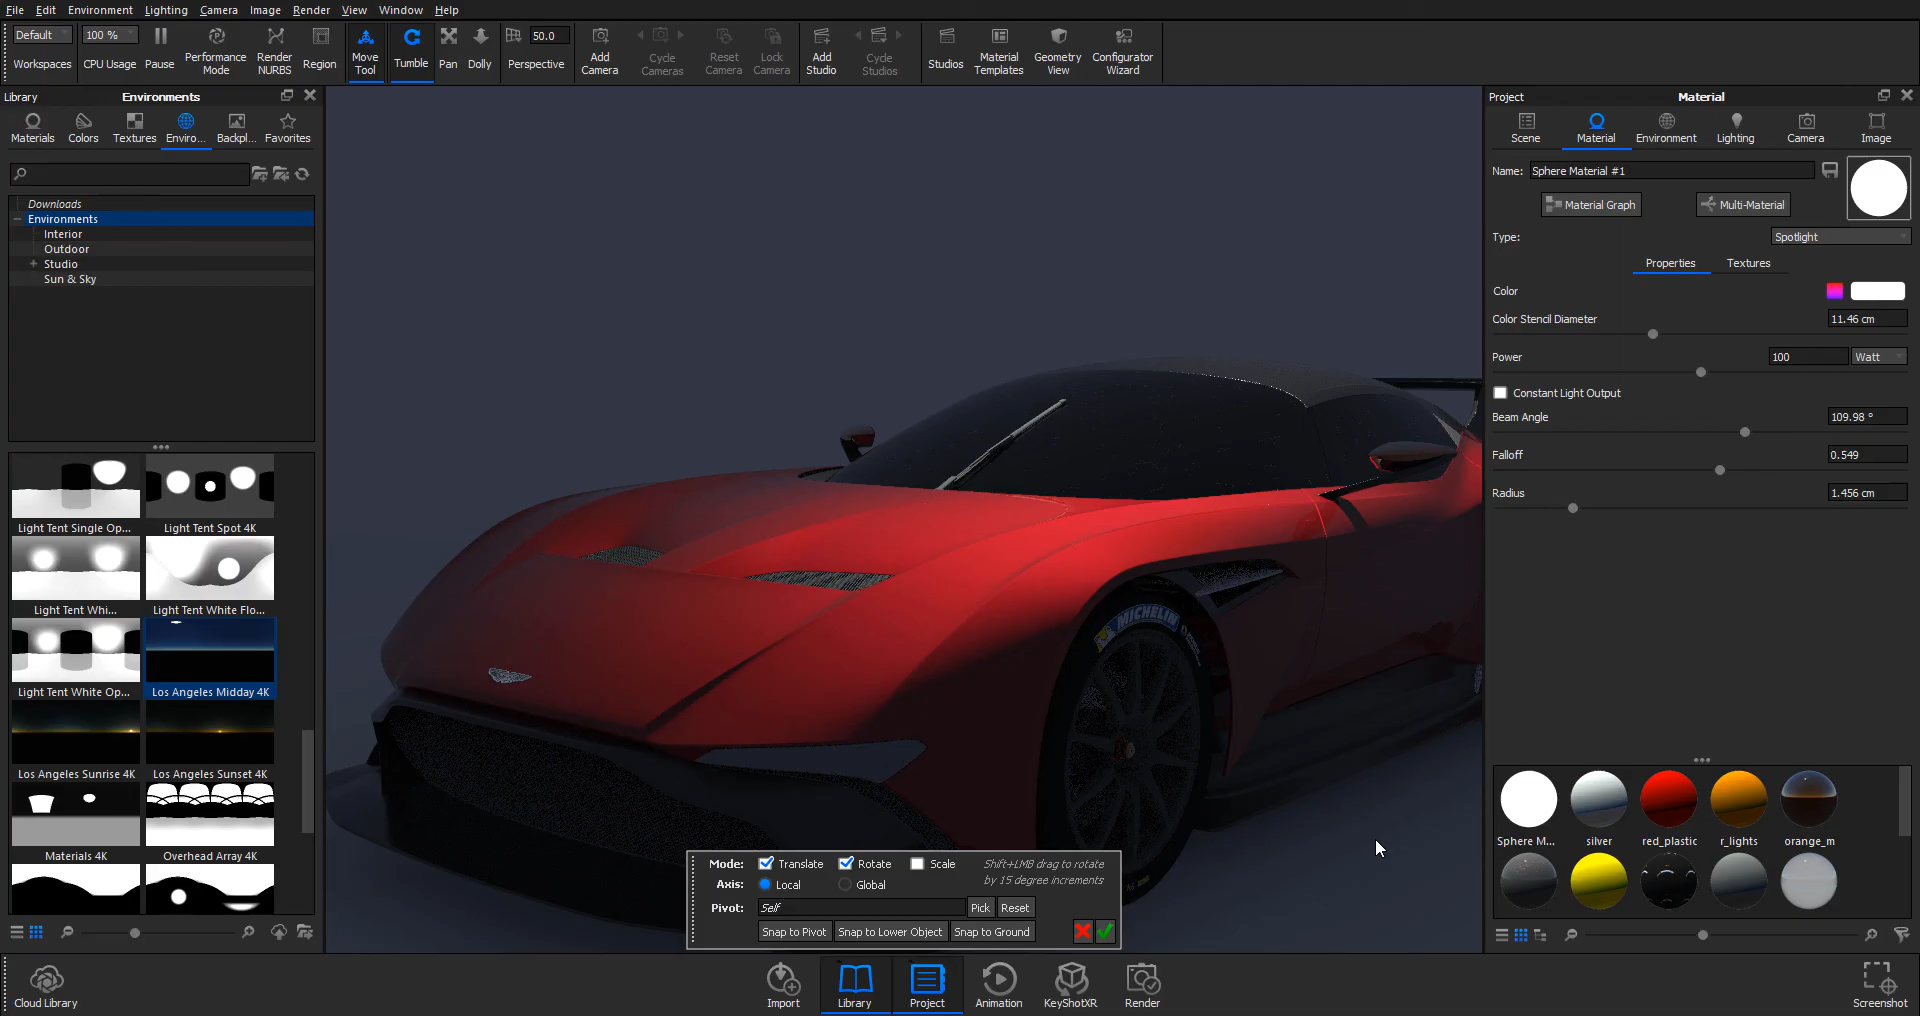 File Edit Environment Lighting Camera Image Render View Window Help
Default 100 % 50.0
Workspaces CPU Usage Pause Performance Mode Render NURBS Region Move Tool Tumble Pan Dolly Perspective Add Camera Cycle Cameras Reset Camera Lock Camera Add Studio Cycle Studios Studios Material Templates Geometry View Configurator Wizard
Library Environments
Materials Colors Textures Enviro... Backpl... Favorites
Downloads
Environments
Interior
Outdoor
Studio
Sun & Sky
Light Tent Single Op... Light Tent Spot 4K
Light Tent Whi... Light Tent White Flo...
Light Tent White Op... Los Angeles Midday 4K
Los Angeles Sunrise 4K Los Angeles Sunset 4K
Materials 4K Overhead Array 4K
MICHELIN
Mode: Translate Rotate Scale Shift+LMB drag to rotate
Axis: Local Global by 15 degree increments
Pivot: Self Pick Reset
Snap to Pivot Snap to Lower Object Snap to Ground
Project Material
Scene Material Environment Lighting Camera Image
Name: Sphere Material #1
Material Graph Multi-Material
Type: Spotlight
Properties Textures
Color
Color Stencil Diameter 11.46 cm
Power 100 Watt
Constant Light Output
Beam Angle 109.98 °
Falloff 0.549
Radius 1.456 cm
Sphere M... silver red_plastic r_lights orange_m
Cloud Library Import Library Project Animation KeyShotXR Render Screenshot